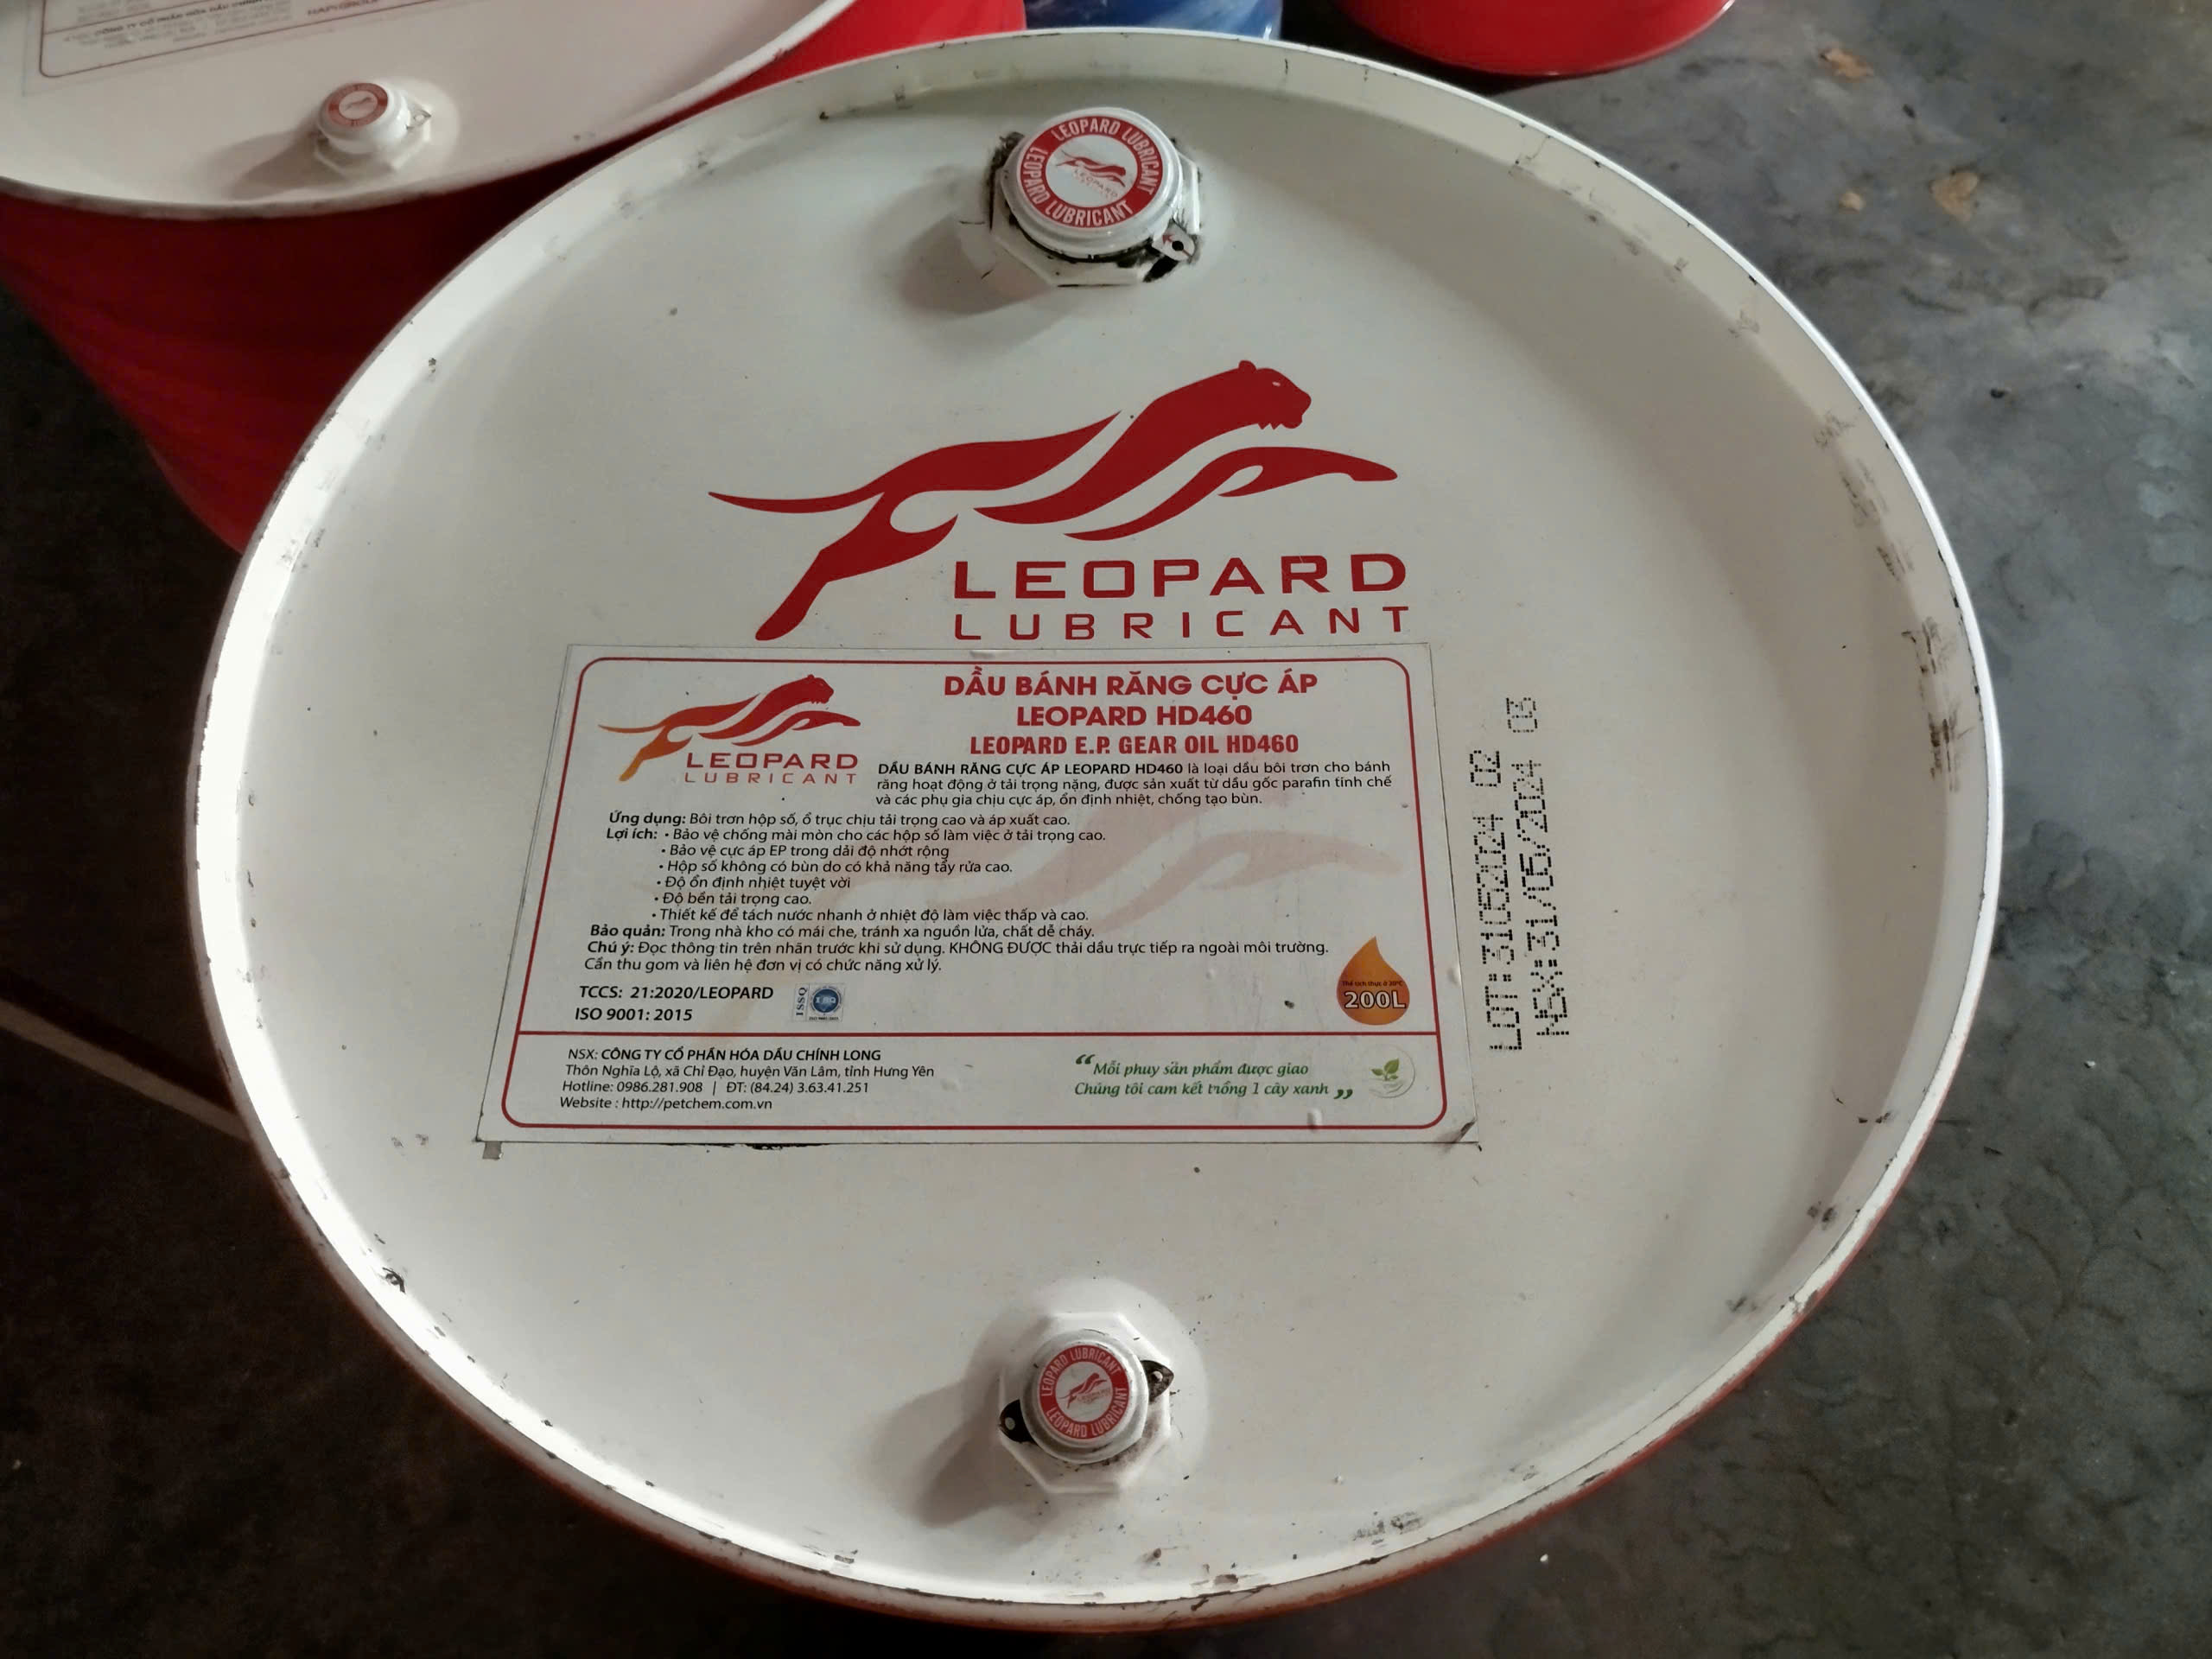 LEOPARD LUBRICANT
LEOPARD LUBRICANT
LEOPARD
LUBRICANT
DẦU BÁNH RĂNG CỰC ÁP
LEOPARD HD460
LEOPARD E.P. GEAR OIL HD460
LEOPARD
LUBRICANT
DẦU BÁNH RĂNG CỰC ÁP LEOPARD HD460 là loại dầu bôi trơn cho bánh
răng hoạt động ở tải trọng nặng, được sản xuất từ dầu gốc parafin tinh chế
và các phụ gia chịu cực áp, ổn định nhiệt, chống tạo bùn.
Ứng dụng: Bôi trơn hộp số, ổ trục chịu tải trọng cao và áp xuất cao.
Lợi ích: • Bảo vệ chống mài mòn cho các hộp số làm việc ở tải trọng cao.
• Bảo vệ cực áp EP trong dải độ nhớt rộng
• Hộp số không có bùn do có khả năng tẩy rửa cao.
• Độ ổn định nhiệt tuyệt vời
• Độ bền tải trọng cao.
• Thiết kế để tách nước nhanh ở nhiệt độ làm việc thấp và cao.
Bảo quản: Trong nhà kho có mái che, tránh xa nguồn lửa, chất dễ cháy.
Chú ý: Đọc thông tin trên nhãn trước khi sử dụng. KHÔNG ĐƯỢC thải dầu trực tiếp ra ngoài môi trường.
Cần thu gom và liên hệ đơn vị có chức năng xử lý.
TCCS: 21:2020/LEOPARD
ISO 9001: 2015
ISSQ
Thể tích thực ở 30°C
200L
NSX: CÔNG TY CỔ PHẦN HÓA DẦU CHÍNH LONG
Thôn Nghĩa Lộ, xã Chỉ Đạo, huyện Văn Lâm, tỉnh Hưng Yên
Hotline: 0986.281.908 | ĐT: (84.24) 3.63.41.251
Website : http://petchem.com.vn
“Mỗi phuy sản phẩm được giao
Chúng tôi cam kết trồng 1 cây xanh”
LOT:31052024 02
NSX:31/05/2024 03
LEOPARD LUBRICANT
LEOPARD LUBRICANT